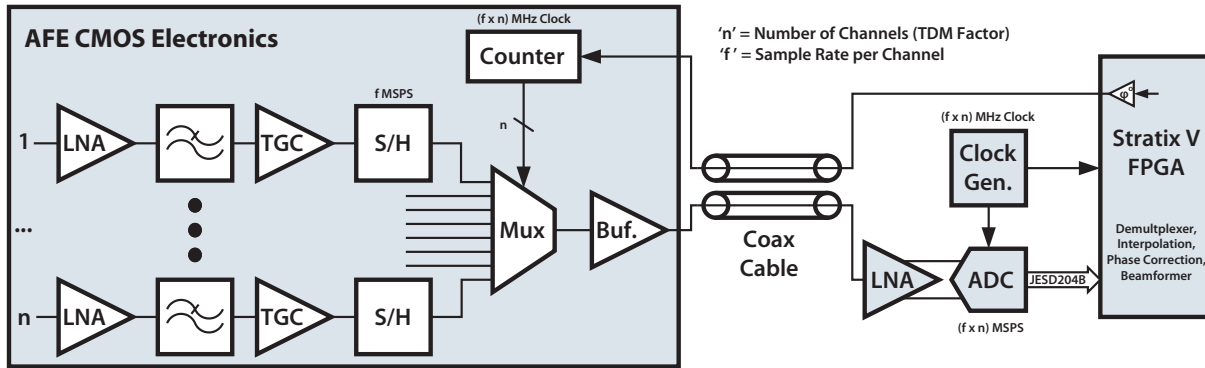 AFE CMOS Electronics
(f x n) MHz Clock
Counter
'n' = Number of Channels (TDM Factor)
'f' = Sample Rate per Channel
f MSPS
n
1
LNA
TGC
S/H
...
Mux
Buf.
n
LNA
TGC
S/H
Coax
Cable
(f x n) MHz Clock
Clock
Gen.
LNA
ADC
(f x n) MSPS
JESD204B
φ°
Stratix V
FPGA
Demultplexer,
Interpolation,
Phase Correction,
Beamformer